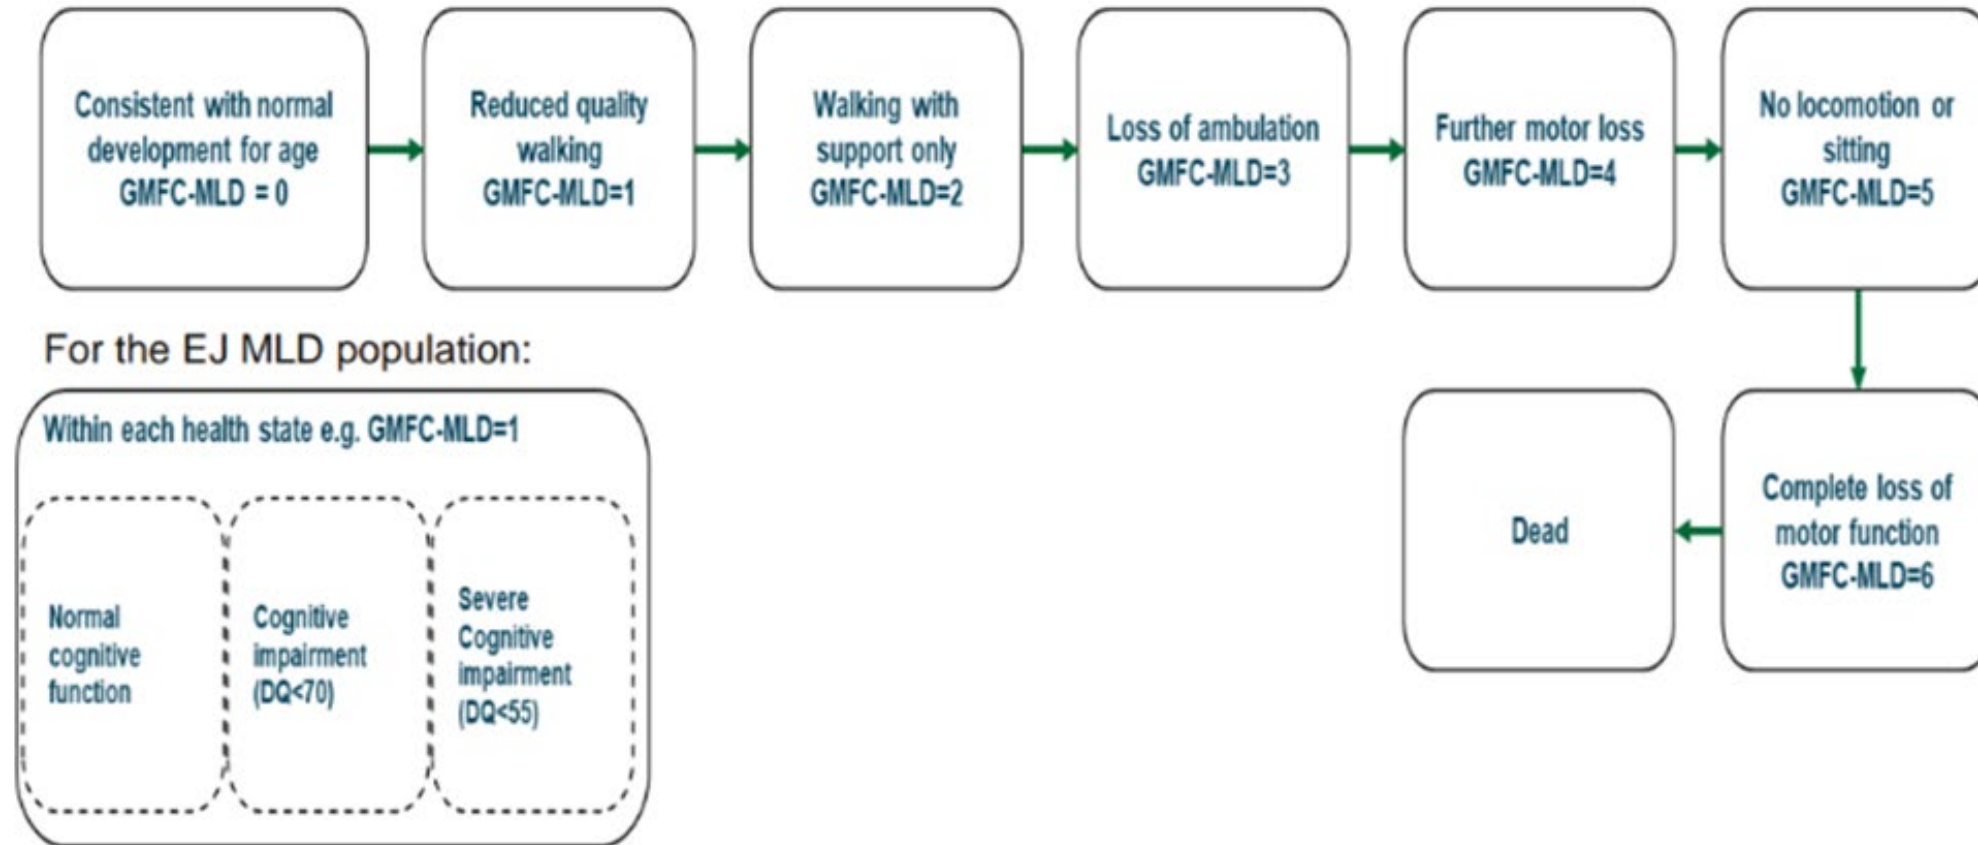 Consistent with normal
development for age
GMFC-MLD = 0
Reduced quality
walking
GMFC-MLD=1
Walking with
support only
GMFC-MLD=2
Loss of ambulation
GMFC-MLD=3
Further motor loss
GMFC-MLD=4
No locomotion or
sitting
GMFC-MLD=5
For the EJ MLD population:
Within each health state e.g. GMFC-MLD=1
Normal
cognitive
function
Cognitive
impairment
(DQ<70)
Severe
Cognitive
impairment
(DQ<55)
Dead
Complete loss of
motor function
GMFC-MLD=6